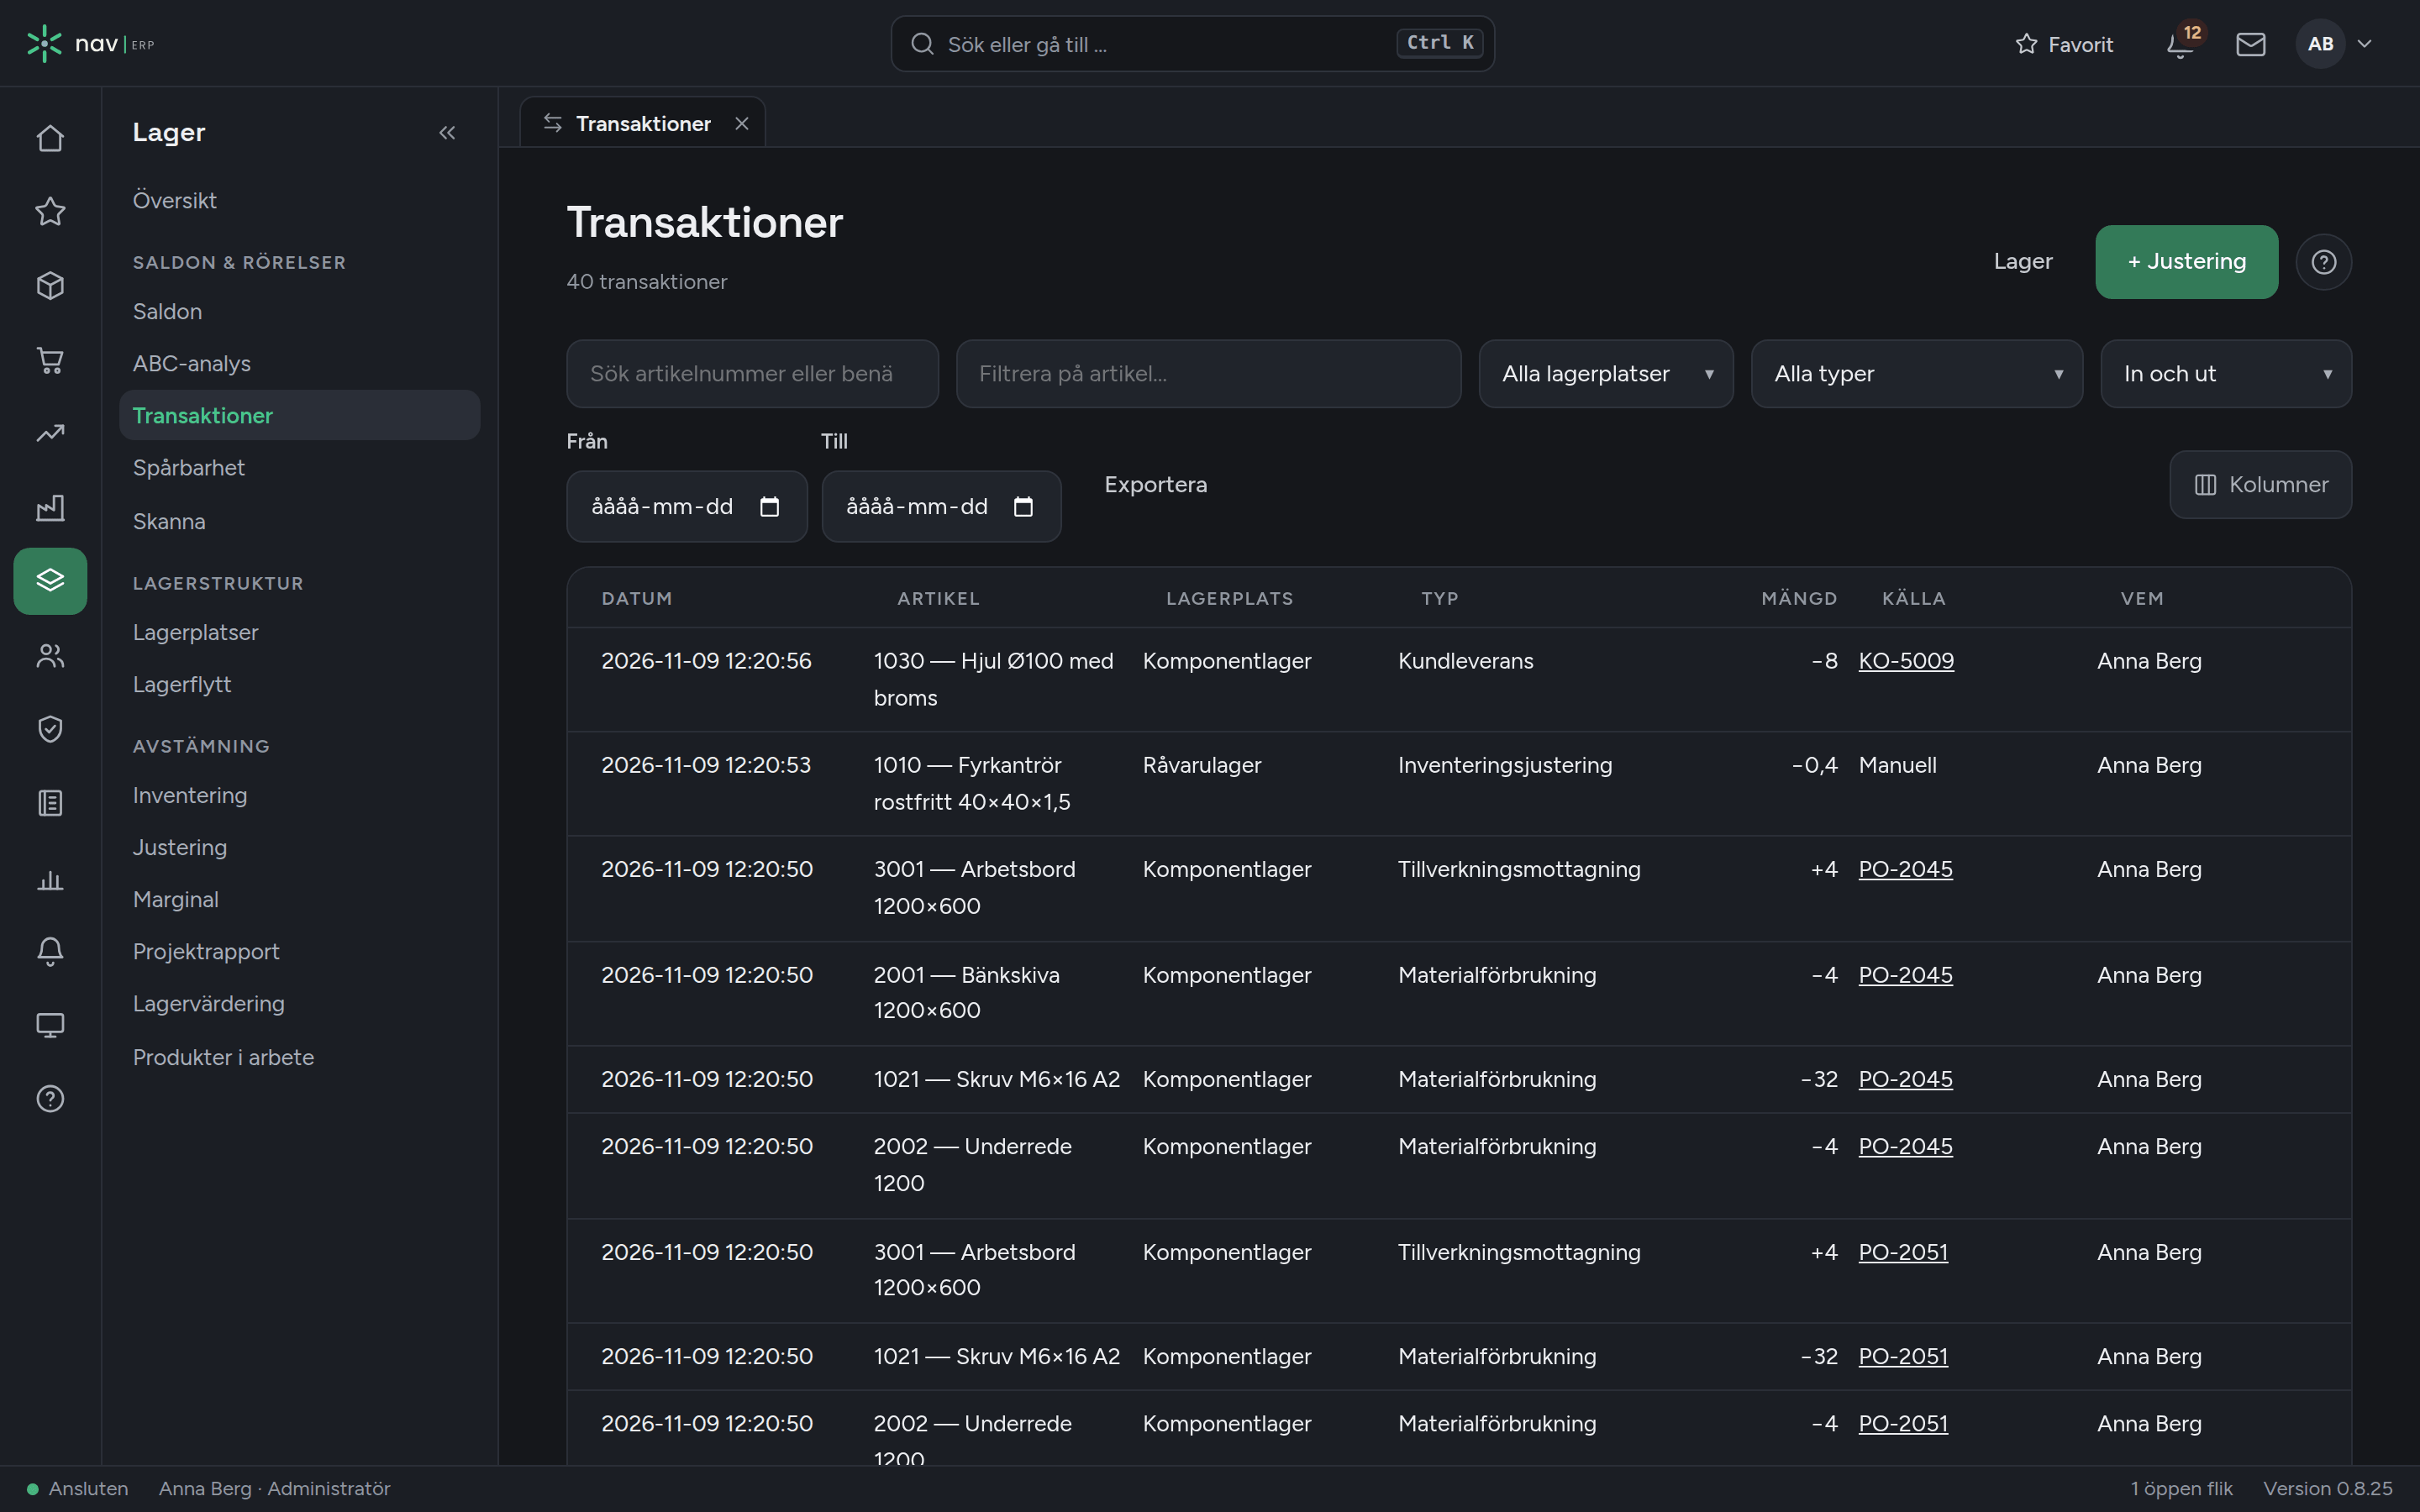 nav ERP
Sök eller gå till ... Ctrl K
Favorit 12 AB
Lager
Översikt
SALDON & RÖRELSER
Saldon
ABC-analys
Transaktioner
Spårbarhet
Skanna
LAGERSTRUKTUR
Lagerplatser
Lagerflytt
AVSTÄMNING
Inventering
Justering
Marginal
Projektrapport
Lagervärdering
Produkter i arbete
Transaktioner
Transaktioner
40 transaktioner
Lager + Justering
Sök artikelnummer eller benä Filtrera på artikel... Alla lagerplatser Alla typer In och ut
Från Till
åååå-mm-dd åååå-mm-dd Exportera Kolumner
DATUM ARTIKEL LAGERPLATS TYP MÄNGD KÄLLA VEM
2026-11-09 12:20:56 1030 — Hjul Ø100 med Komponentlager Kundleverans −8 KO-5009 Anna Berg
broms
2026-11-09 12:20:53 1010 — Fyrkantrör Råvarulager Inventeringsjustering −0,4 Manuell Anna Berg
rostfritt 40×40×1,5
2026-11-09 12:20:50 3001 — Arbetsbord Komponentlager Tillverkningsmottagning +4 PO-2045 Anna Berg
1200×600
2026-11-09 12:20:50 2001 — Bänkskiva Komponentlager Materialförbrukning −4 PO-2045 Anna Berg
1200×600
2026-11-09 12:20:50 1021 — Skruv M6×16 A2 Komponentlager Materialförbrukning −32 PO-2045 Anna Berg
2026-11-09 12:20:50 2002 — Underrede Komponentlager Materialförbrukning −4 PO-2045 Anna Berg
1200
2026-11-09 12:20:50 3001 — Arbetsbord Komponentlager Tillverkningsmottagning +4 PO-2051 Anna Berg
1200×600
2026-11-09 12:20:50 1021 — Skruv M6×16 A2 Komponentlager Materialförbrukning −32 PO-2051 Anna Berg
2026-11-09 12:20:50 2002 — Underrede Komponentlager Materialförbrukning −4 PO-2051 Anna Berg
1200
Ansluten Anna Berg · Administratör 1 öppen flik Version 0.8.25